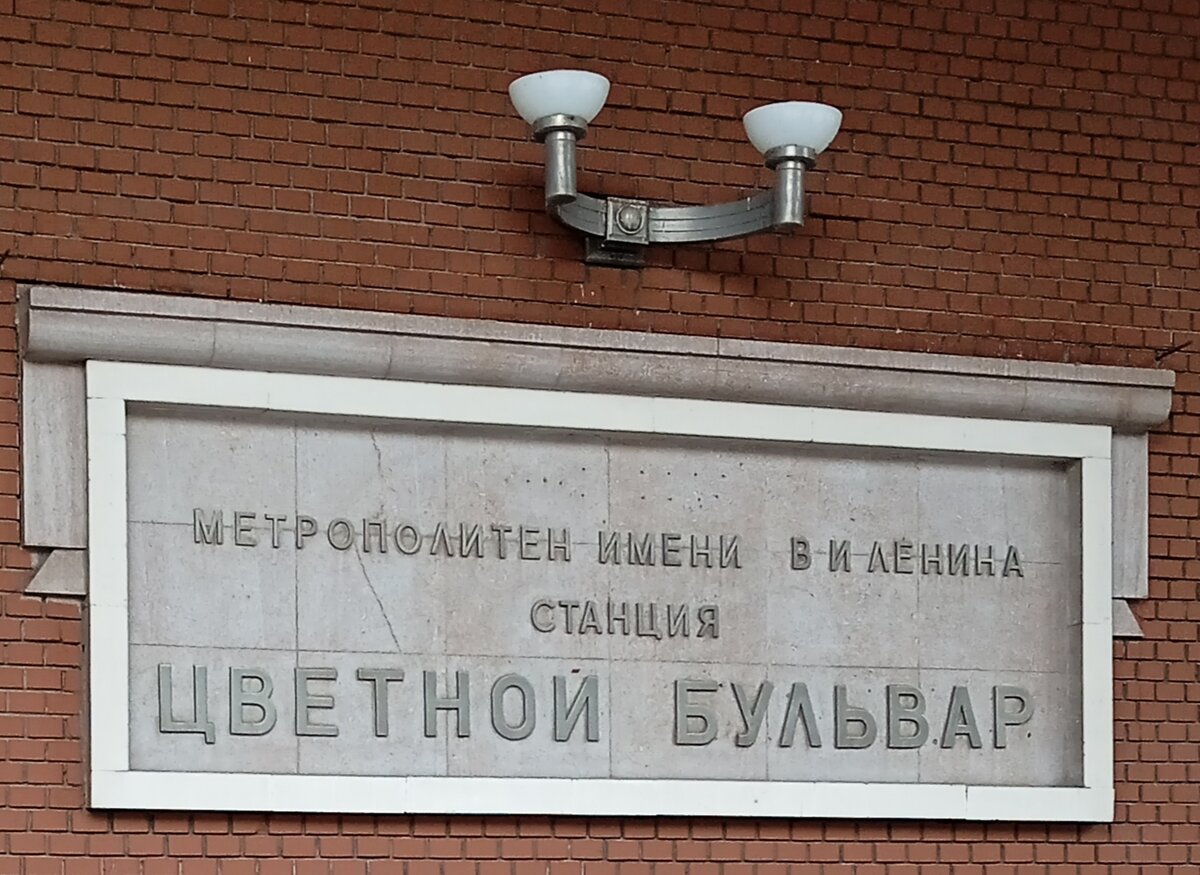 МЕТРОПОЛИТЕН ИМЕНИ В И ЛЕНИНА
СТАНЦИЯ
ЦВЕТНОЙ БУЛЬВАР